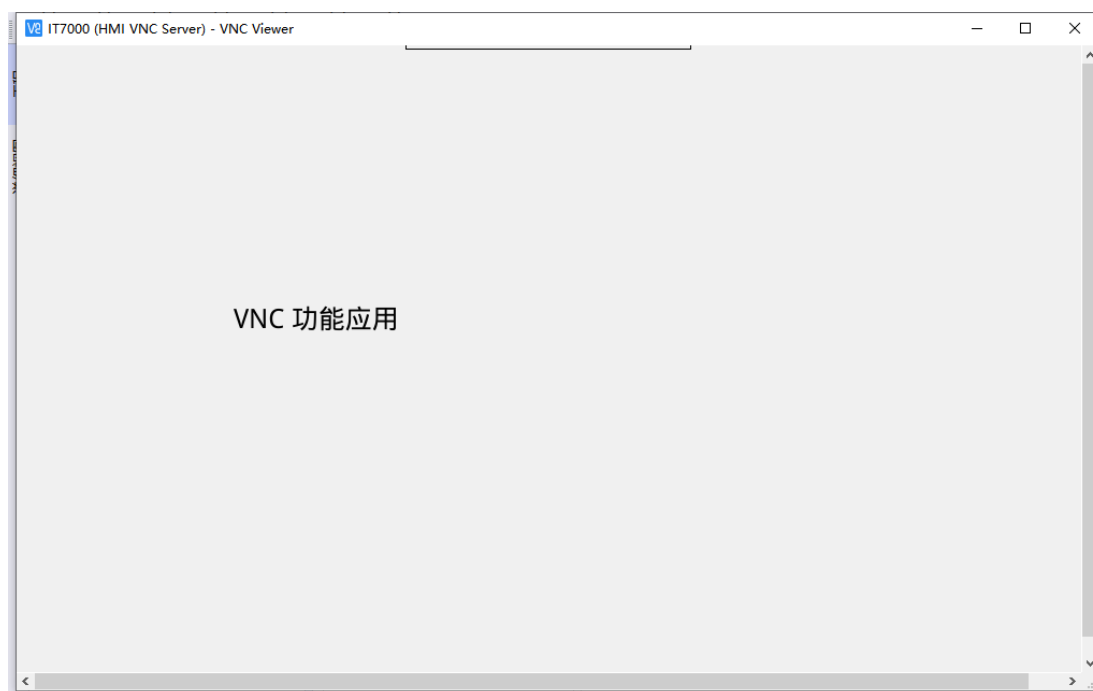 IT7000 (HMI VNC Server) - VNC Viewer
VNC 功能应用